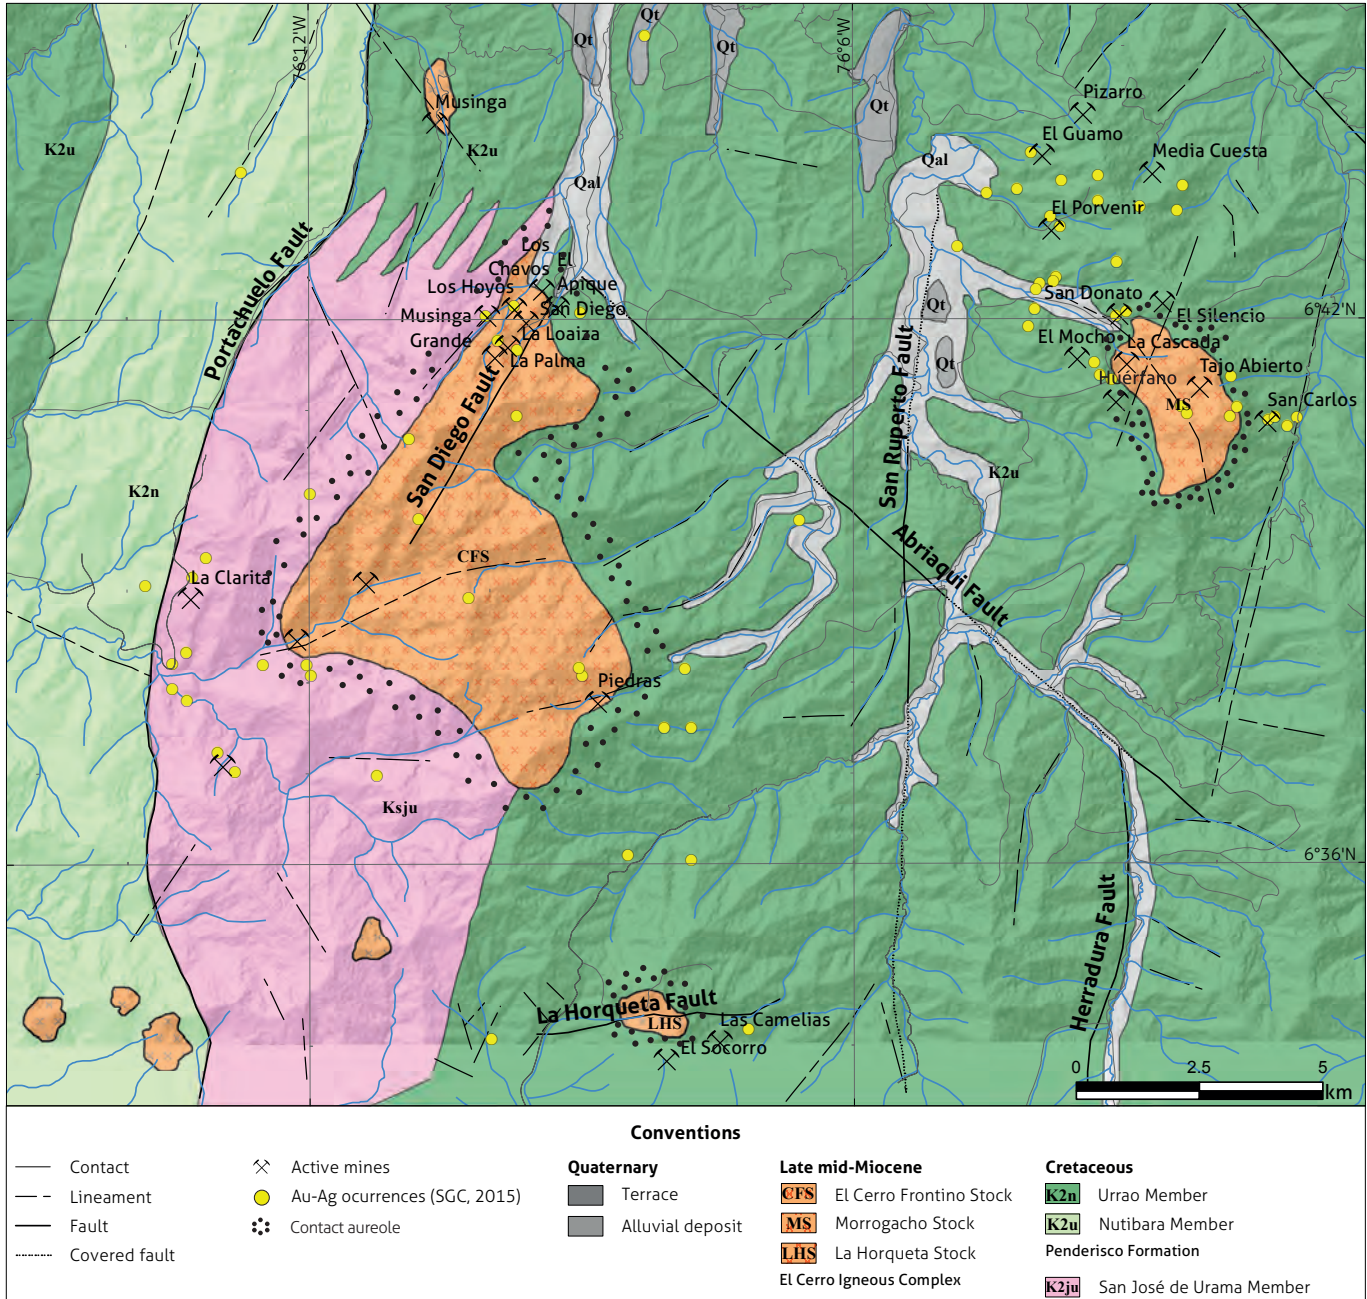 76°12'W
76°6'W
Qt
Qt
Qt
Qt
Musinga
Pizarro
El Guamo
Media Cuesta
K2u
K2u
Qal
Qal
El Porvenir
Portachuelo Fault
Los
Chavos
El
Apique
Los Hoyos
San Diego
Musinga
Grande
La Loaiza
La Palma
San Donato
El Silencio
6°42'N
Qt
El Mocho
La Cascada
Tajo Abierto
Qt
Huérfano
MS
San Carlos
San Diego Fault
San Ruperto Fault
K2n
K2u
Abriaqui Fault
CFS
La Clarita
Piedras
Ksju
6°36'N
Herradura Fault
La Horqueta Fault
LHS
Las Camelias
El Socorro
0
2.5
5
km
Conventions
Contact
Lineament
Fault
Covered fault
Active mines
Au-Ag ocurrences (SGC, 2015)
Contact aureole
Quaternary
Terrace
Alluvial deposit
Late mid-Miocene
CFS El Cerro Frontino Stock
MS Morrogacho Stock
LHS La Horqueta Stock
El Cerro Igneous Complex
Cretaceous
K2n Urrao Member
K2u Nutibara Member
Penderisco Formation
K2ju San José de Urama Member